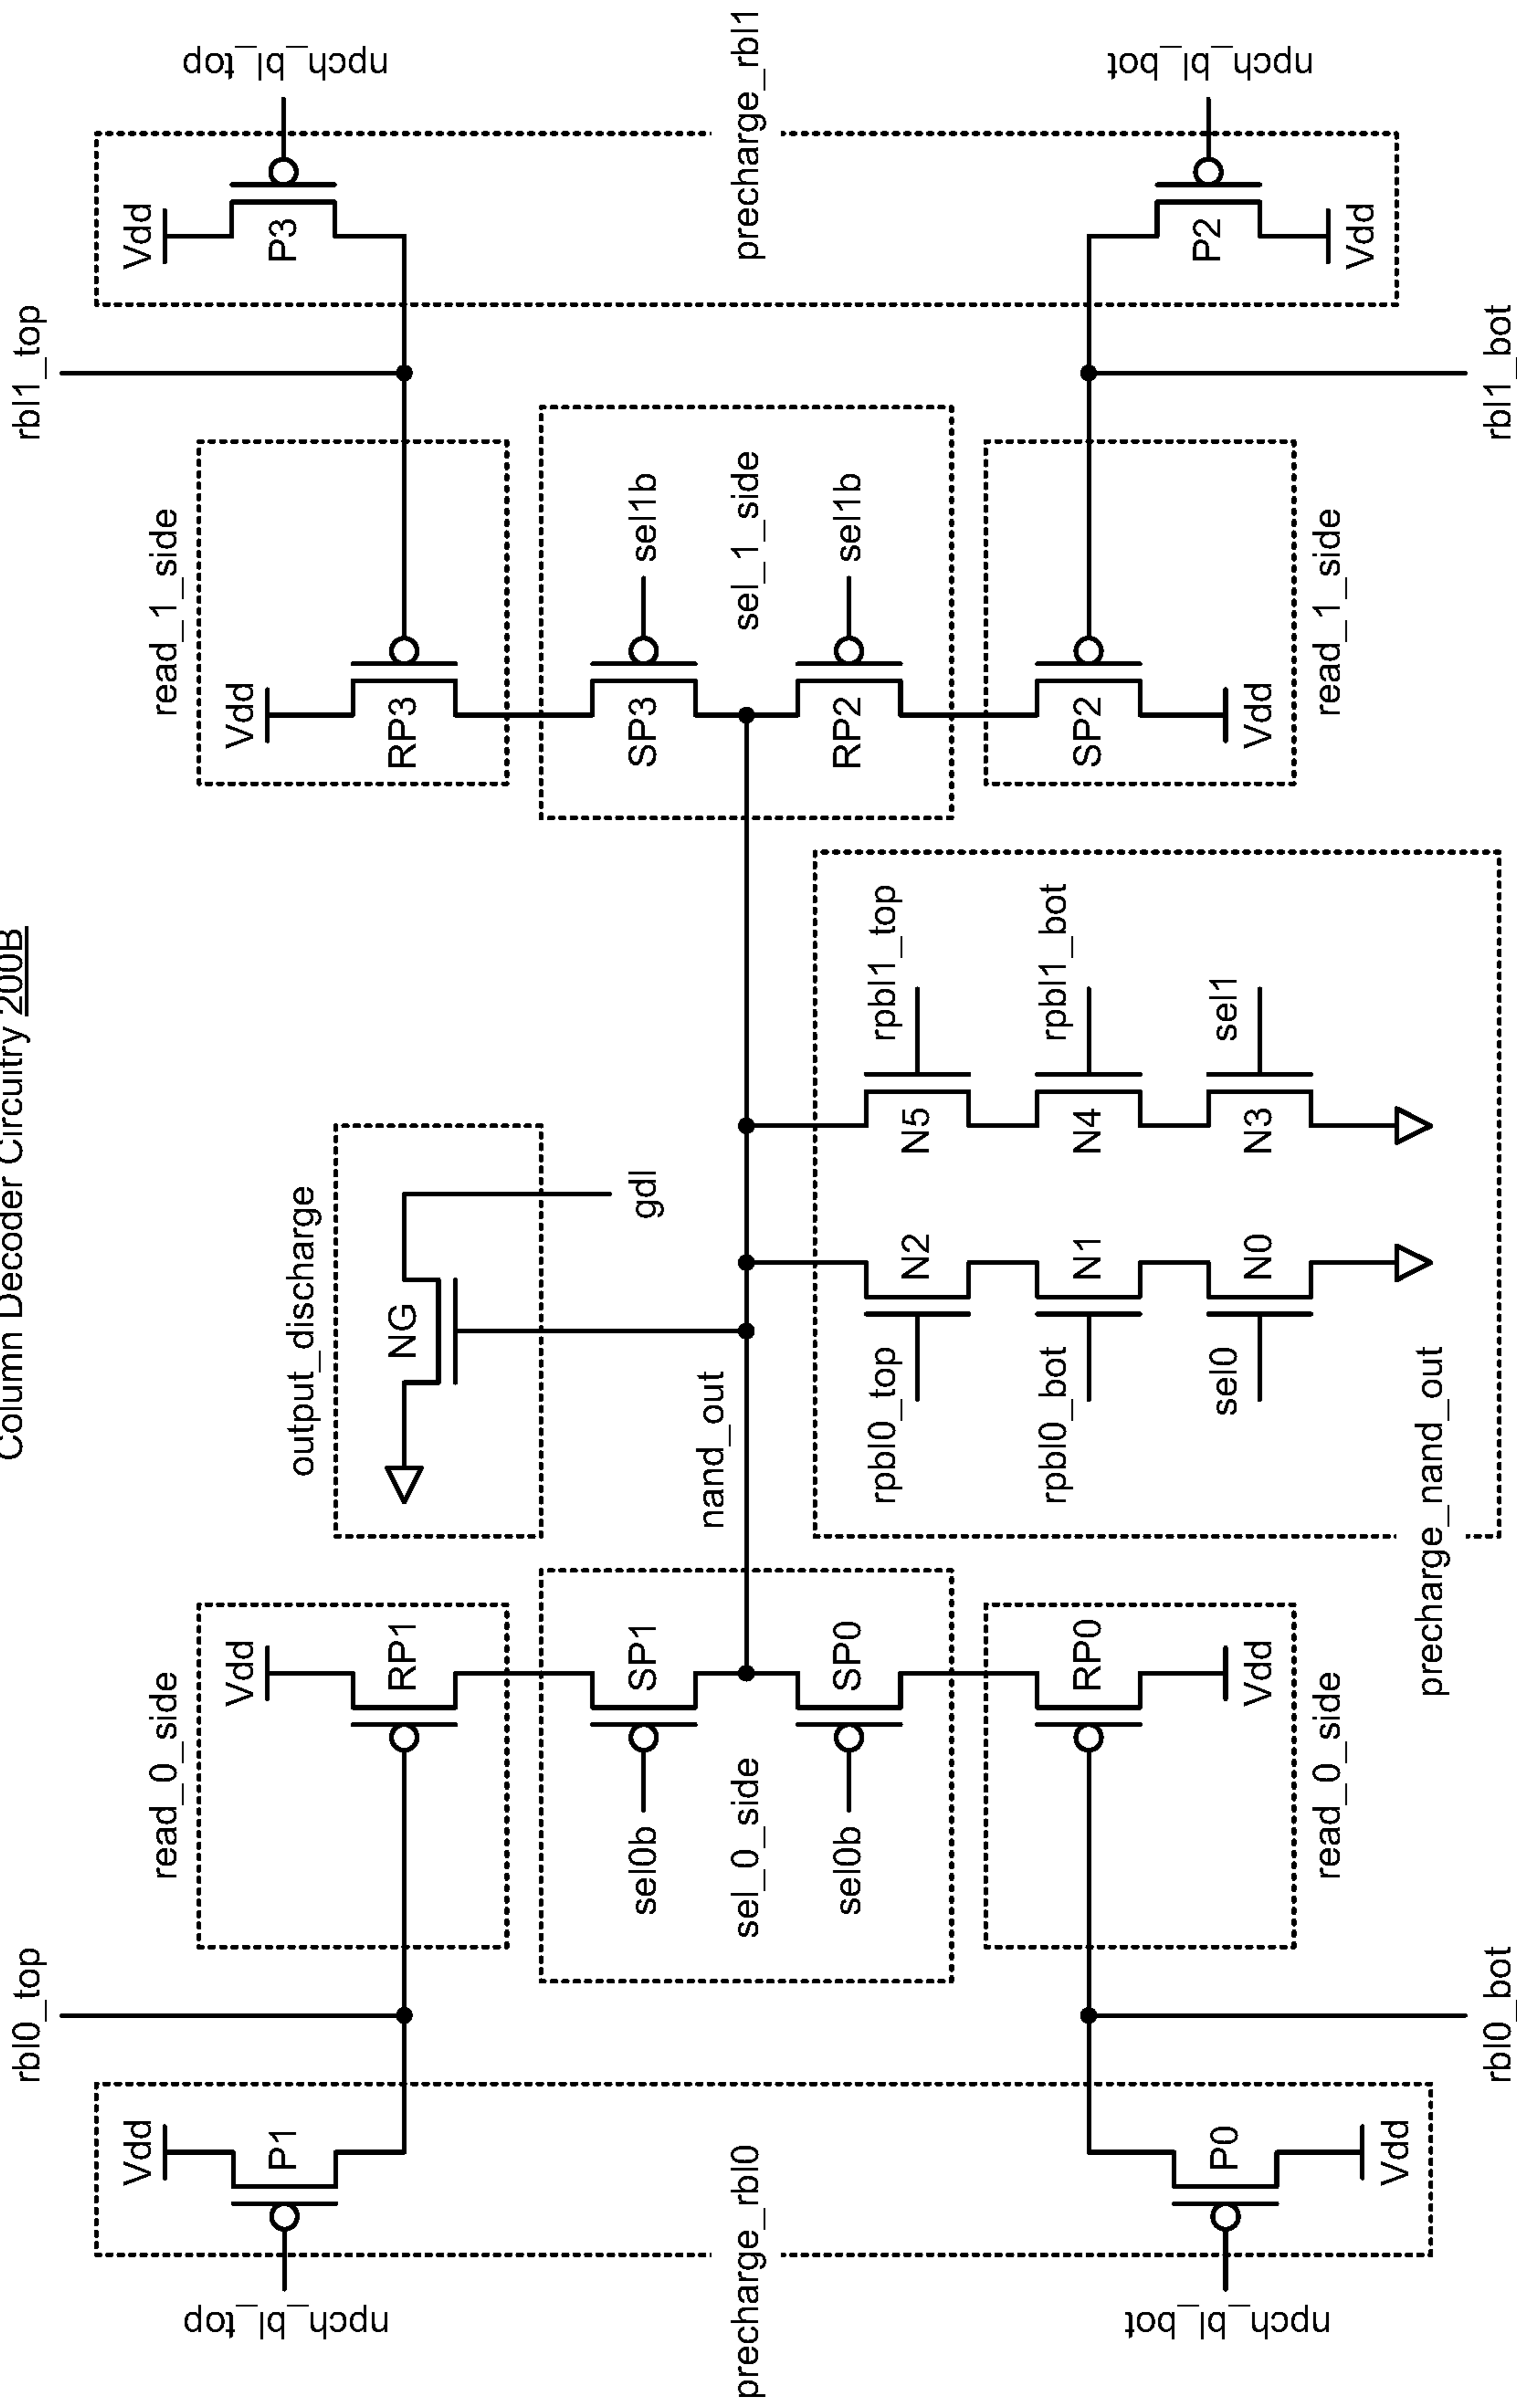 Column Decoder Circuitry 200B
rbl0_top
rbl1_top
npch_bl_top
Vdd
P1
read_0_side
Vdd
RP1
output_discharge
NG
gdl
read_1_side
Vdd
RP3
Vdd
P3
npch_bl_top
precharge_rbl0
sel0b
SP1
sel_0_side
sel0b
SP0
nand_out
SP3
sel1b
sel_1_side
RP2
sel1b
precharge_rbl1
rpbl0_top
N2
N5
rpbl1_top
rpbl0_bot
N1
N4
rpbl1_bot
sel0
N0
N3
sel1
precharge_nand_out
npch_bl_bot
P0
Vdd
RP0
Vdd
read_0_side
SP2
Vdd
read_1_side
P2
Vdd
npch_bl_bot
rbl0_bot
rbl1_bot